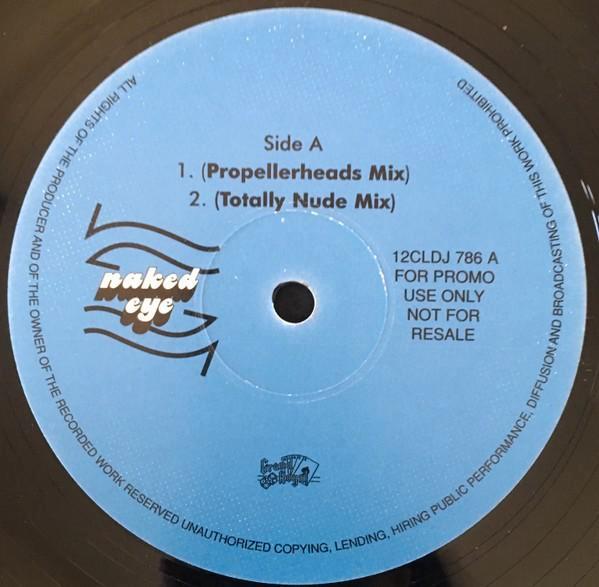 Side A
1. (Propellerheads Mix)
2. (Totally Nude Mix)
naked
eye
12CLDJ 786 A
FOR PROMO
USE ONLY
NOT FOR
RESALE
Grand
Royal
ALL RIGHTS OF THE PRODUCER AND OF THE OWNER OF THE RECORDED WORK RESERVED UNAUTHORIZED COPYING, LENDING, HIRING PUBLIC PERFORMANCE, DIFFUSION AND BROADCASTING OF THIS WORK PROHIBITED